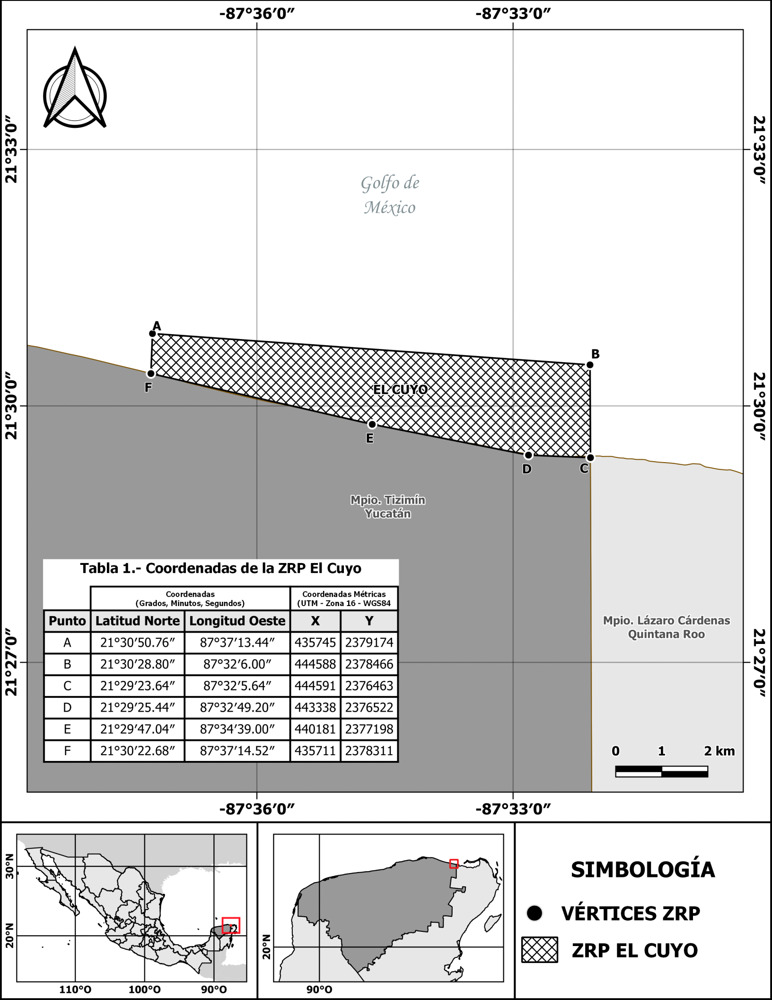 -87°36′0″ -87°33′0″
21°33′0″ 21°33′0″
Golfo de
México
A
B
21°30′0″ 21°30′0″
F
EL CUYO
E
D
C
Mpio. Tizimín
Yucatán
Tabla 1.- Coordenadas de la ZRP El Cuyo
Coordenadas
(Grados, Minutos, Segundos)
Coordenadas Métricas
(UTM - Zona 16 - WGS84
Punto Latitud Norte Longitud Oeste X Y
A 21°30′50.76″ 87°37′13.44″ 435745 2379174
B 21°30′28.80″ 87°32′6.00″ 444588 2378466
C 21°29′23.64″ 87°32′5.64″ 444591 2376463
D 21°29′25.44″ 87°32′49.20″ 443338 2376522
E 21°29′47.04″ 87°34′39.00″ 440181 2377198
F 21°30′22.68″ 87°37′14.52″ 435711 2378311
Mpio. Lázaro Cárdenas
Quintana Roo
21°27′0″ 21°27′0″
0 1 2 km
-87°36′0″ -87°33′0″
30°N
20°N
110°O 100°O 90°O
20°N
90°O
SIMBOLOGÍA
VÉRTICES ZRP
ZRP EL CUYO